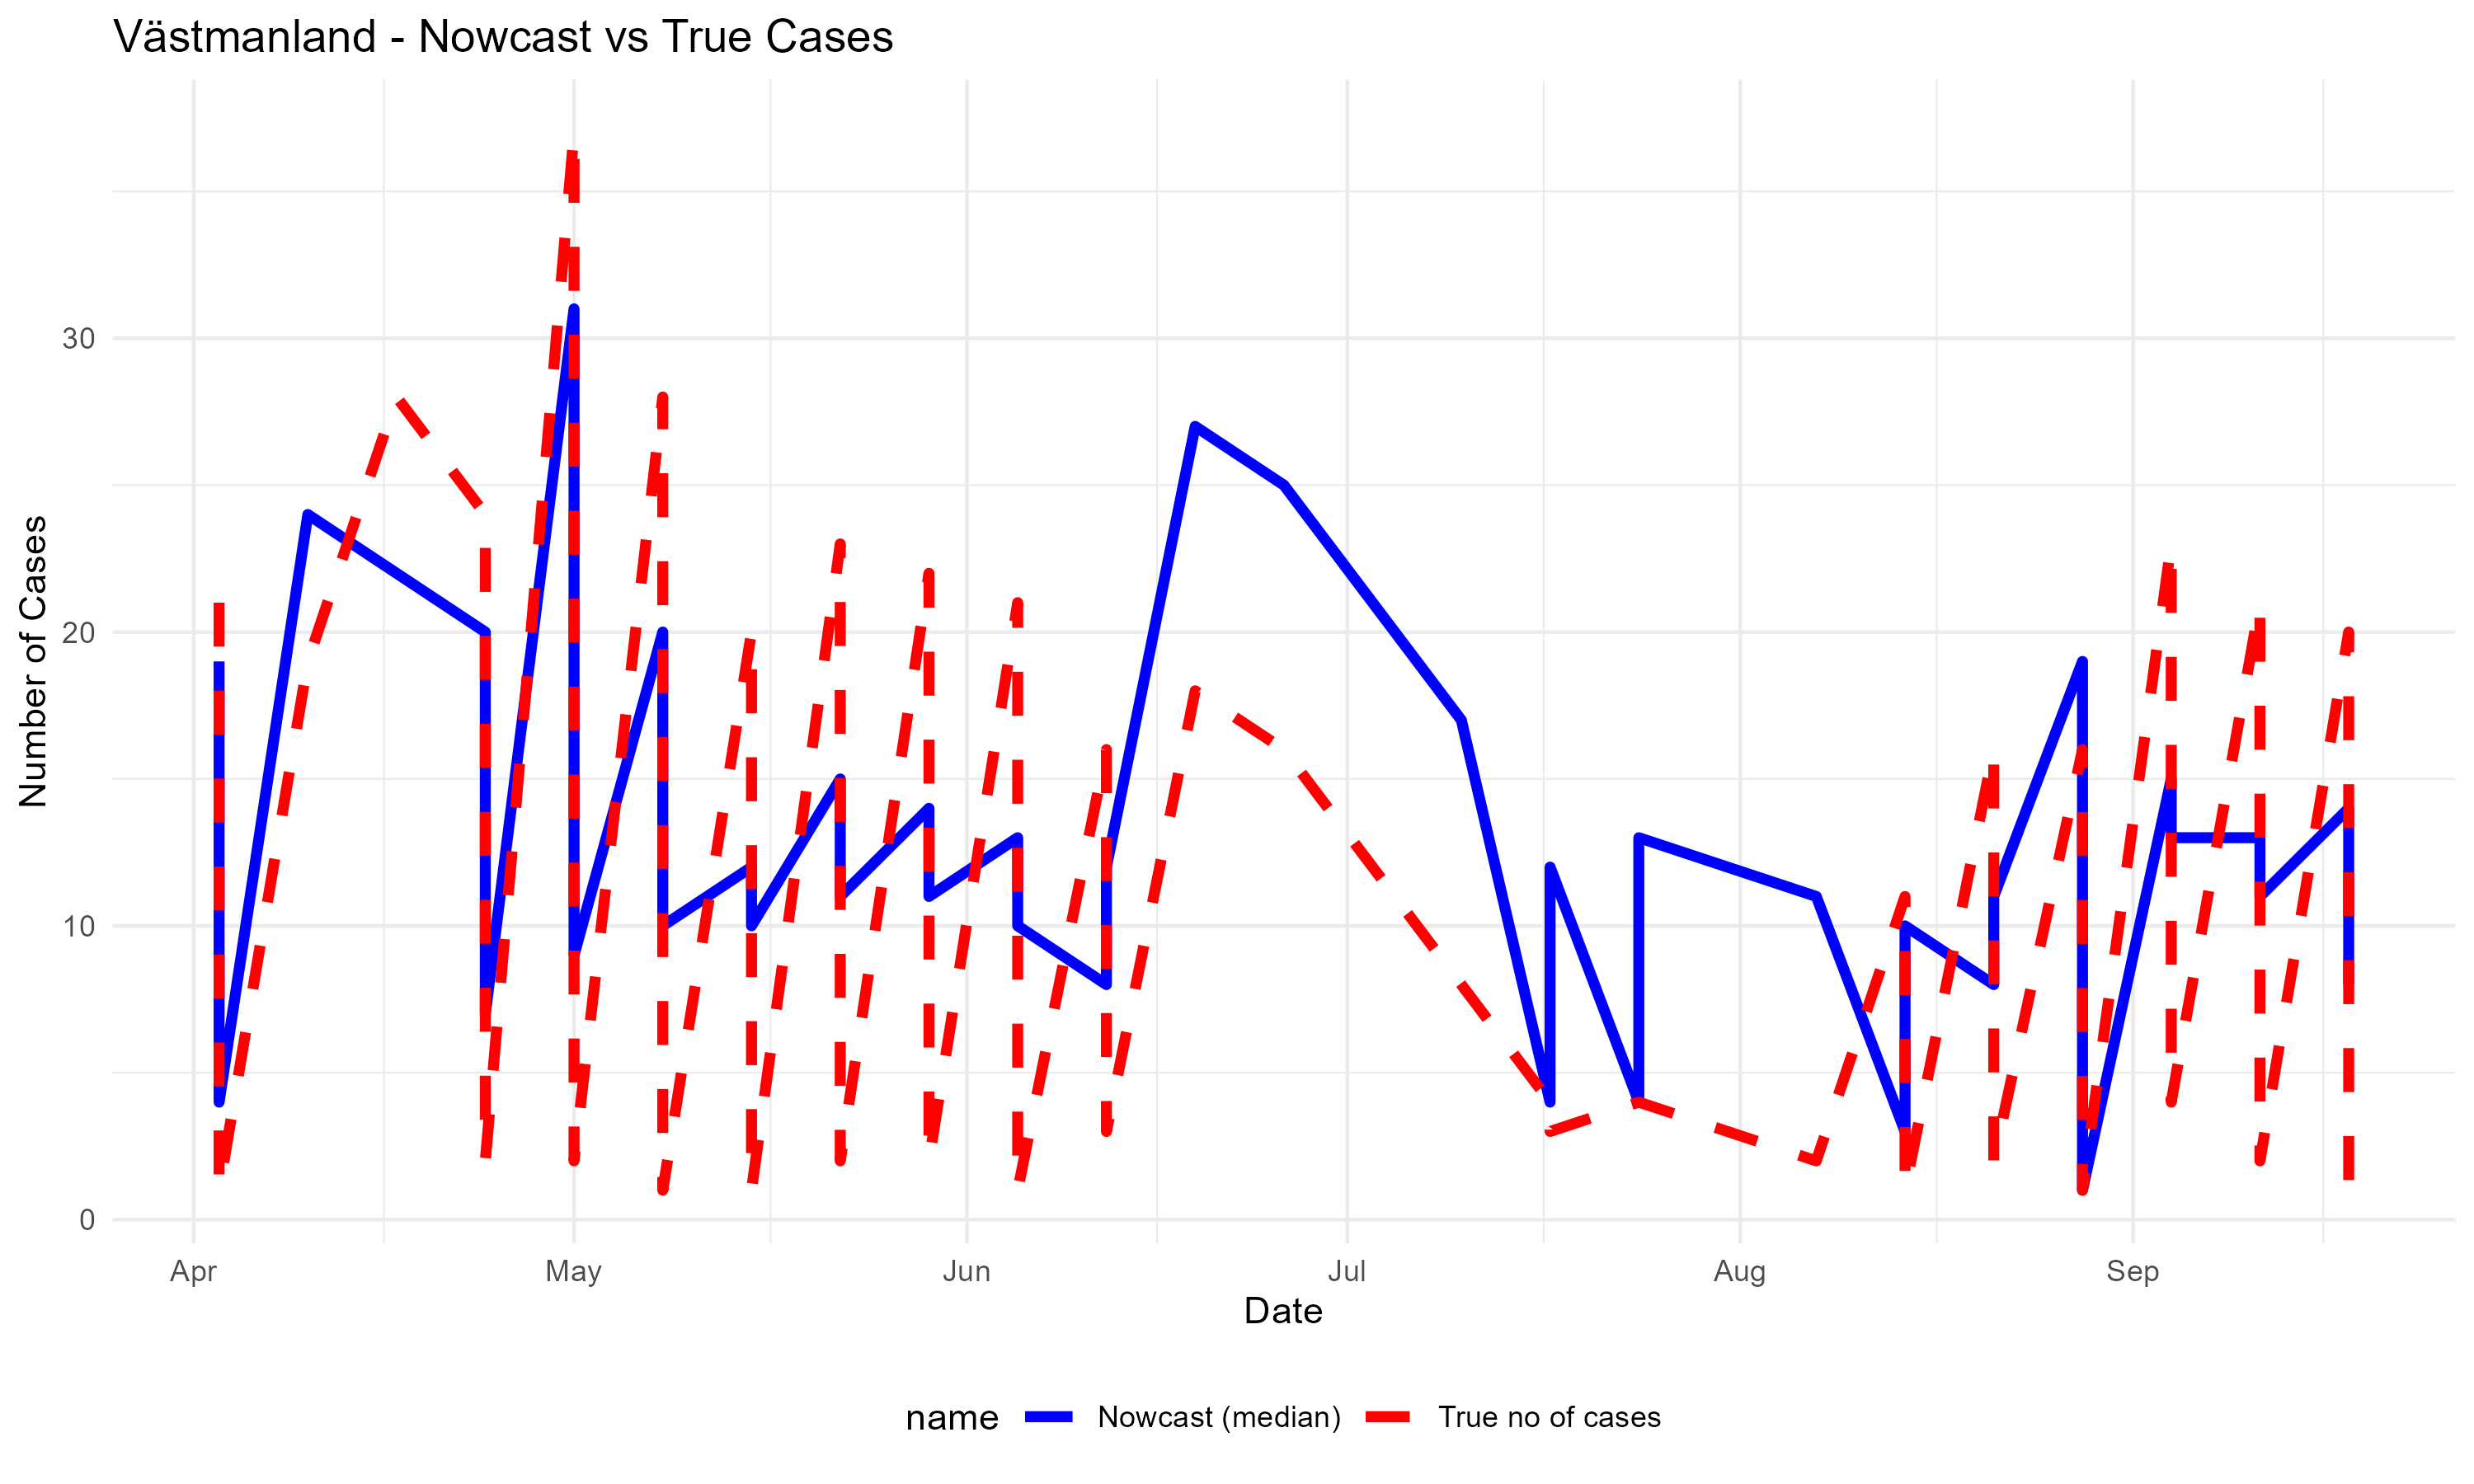 Västmanland - Nowcast vs True Cases
Number of Cases
30
20
10
0
Apr May Jun Jul Aug Sep
Date
name Nowcast (median) True no of cases